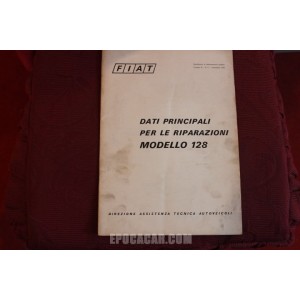 FIAT
DATI PRINCIPALI
PER LE RIPARAZIONI
MODELLO 128
DIREZIONE ASSISTENZA TECNICA AUTOVEICOLI
EPOCACAR.COM